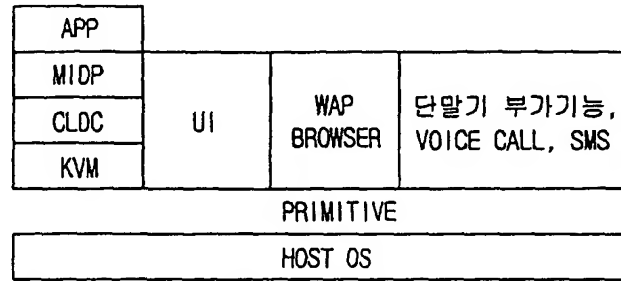 APP
MIDP
CLDC
KVM
UI
WAP
BROWSER
단말기 부가기능,
VOICE CALL, SMS
PRIMITIVE
HOST OS